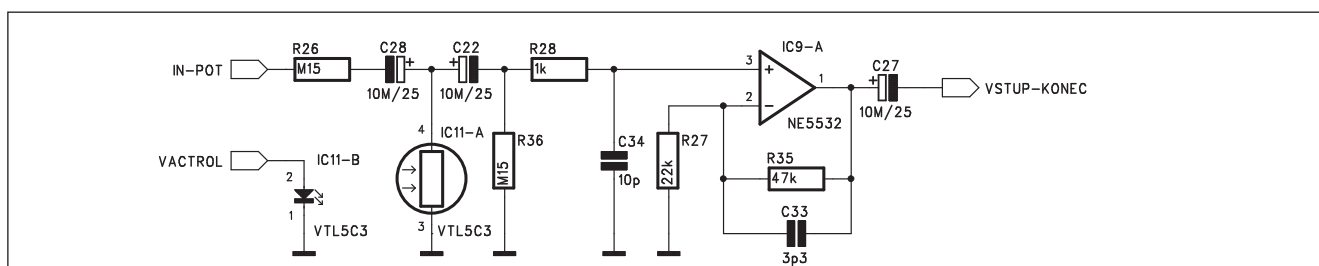 R26
M15
C28
+
10M/25
C22
+
10M/25
R28
1k
IC9-A
3
+
1
2
−
NE5532
C27
+
10M/25
IN-POT
VSTUP-KONEC
VACTROL
IC11-B
2
1
VTL5C3
4
IC11-A
3
VTL5C3
R36
M15
C34
10p
R27
22k
R35
47k
C33
3p3